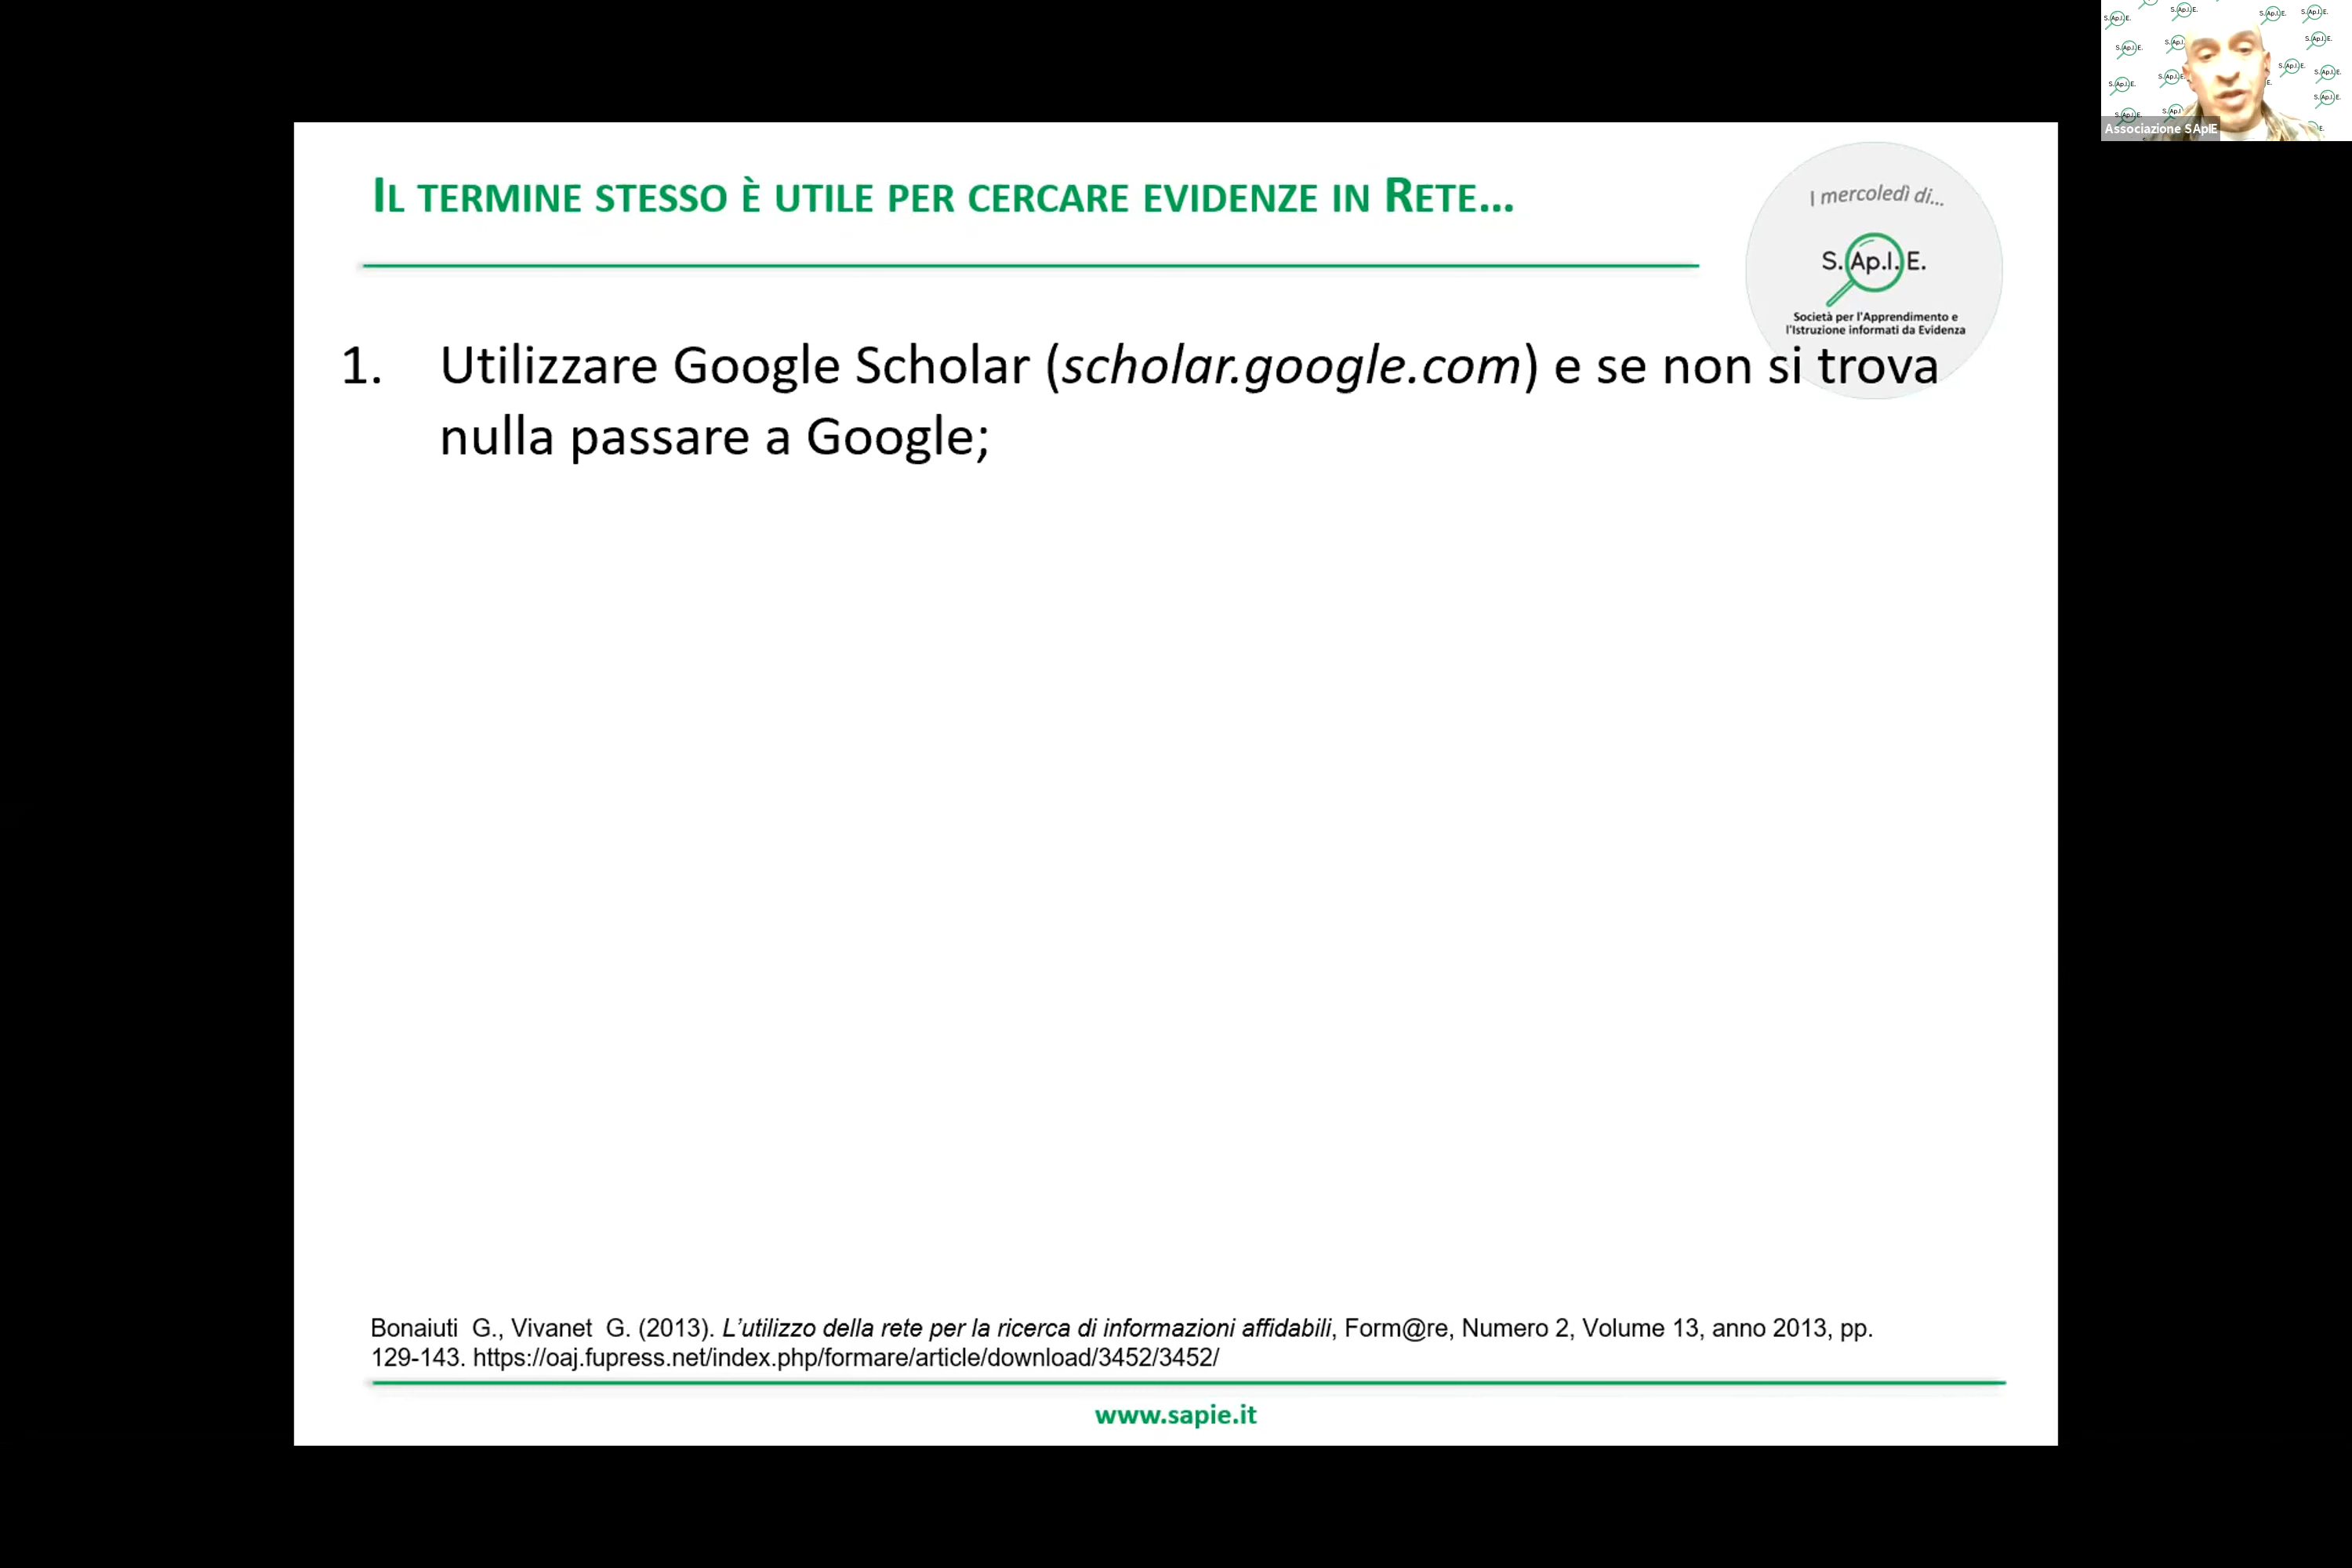 IL TERMINE STESSO È UTILE PER CERCARE EVIDENZE IN RETE...
I mercoledì di...
S.Ap.I.E.
Società per l'Apprendimento e
l'Istruzione informati da Evidenza
1. Utilizzare Google Scholar (scholar.google.com) e se non si trova
nulla passare a Google;
Bonaiuti G., Vivanet G. (2013). L’utilizzo della rete per la ricerca di informazioni affidabili, Form@re, Numero 2, Volume 13, anno 2013, pp.
129-143. https://oaj.fupress.net/index.php/formare/article/download/3452/3452/
www.sapie.it
Associazione SApIE